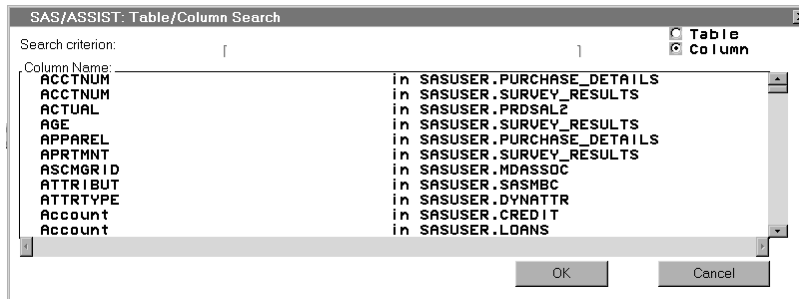 SAS/ASSIST: Table/Column Search
Search criterion: [ ]
Table
Column
Column Name:
ACCTNUM in SASUSER.PURCHASE_DETAILS
ACCTNUM in SASUSER.SURVEY_RESULTS
ACTUAL in SASUSER.PRDSAL2
AGE in SASUSER.SURVEY_RESULTS
APPAREL in SASUSER.PURCHASE_DETAILS
APRTMNT in SASUSER.SURVEY_RESULTS
ASCMGRID in SASUSER.MDASSOC
ATTRIBUT in SASUSER.SASMBC
ATTRTYPE in SASUSER.DYNATTR
Account in SASUSER.CREDIT
Account in SASUSER.LOANS
OK Cancel